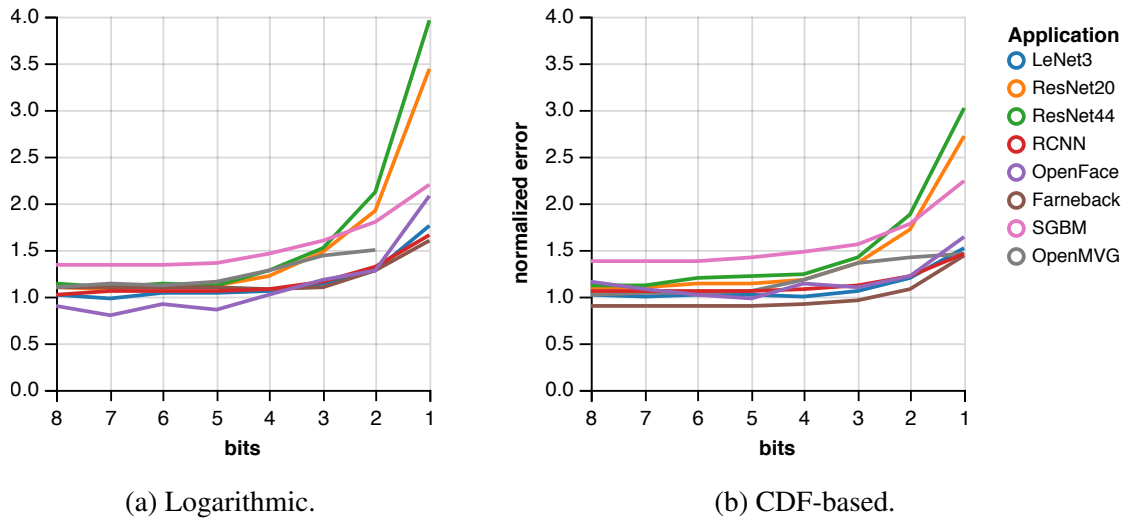 4.0
3.5
3.0
2.5
2.0
1.5
1.0
0.5
0.0
8 7 6 5 4 3 2 1
bits
(a) Logarithmic.
normalized error
4.0
3.5
3.0
2.5
2.0
1.5
1.0
0.5
0.0
8 7 6 5 4 3 2 1
bits
(b) CDF-based.
Application
LeNet3
ResNet20
ResNet44
RCNN
OpenFace
Farneback
SGBM
OpenMVG